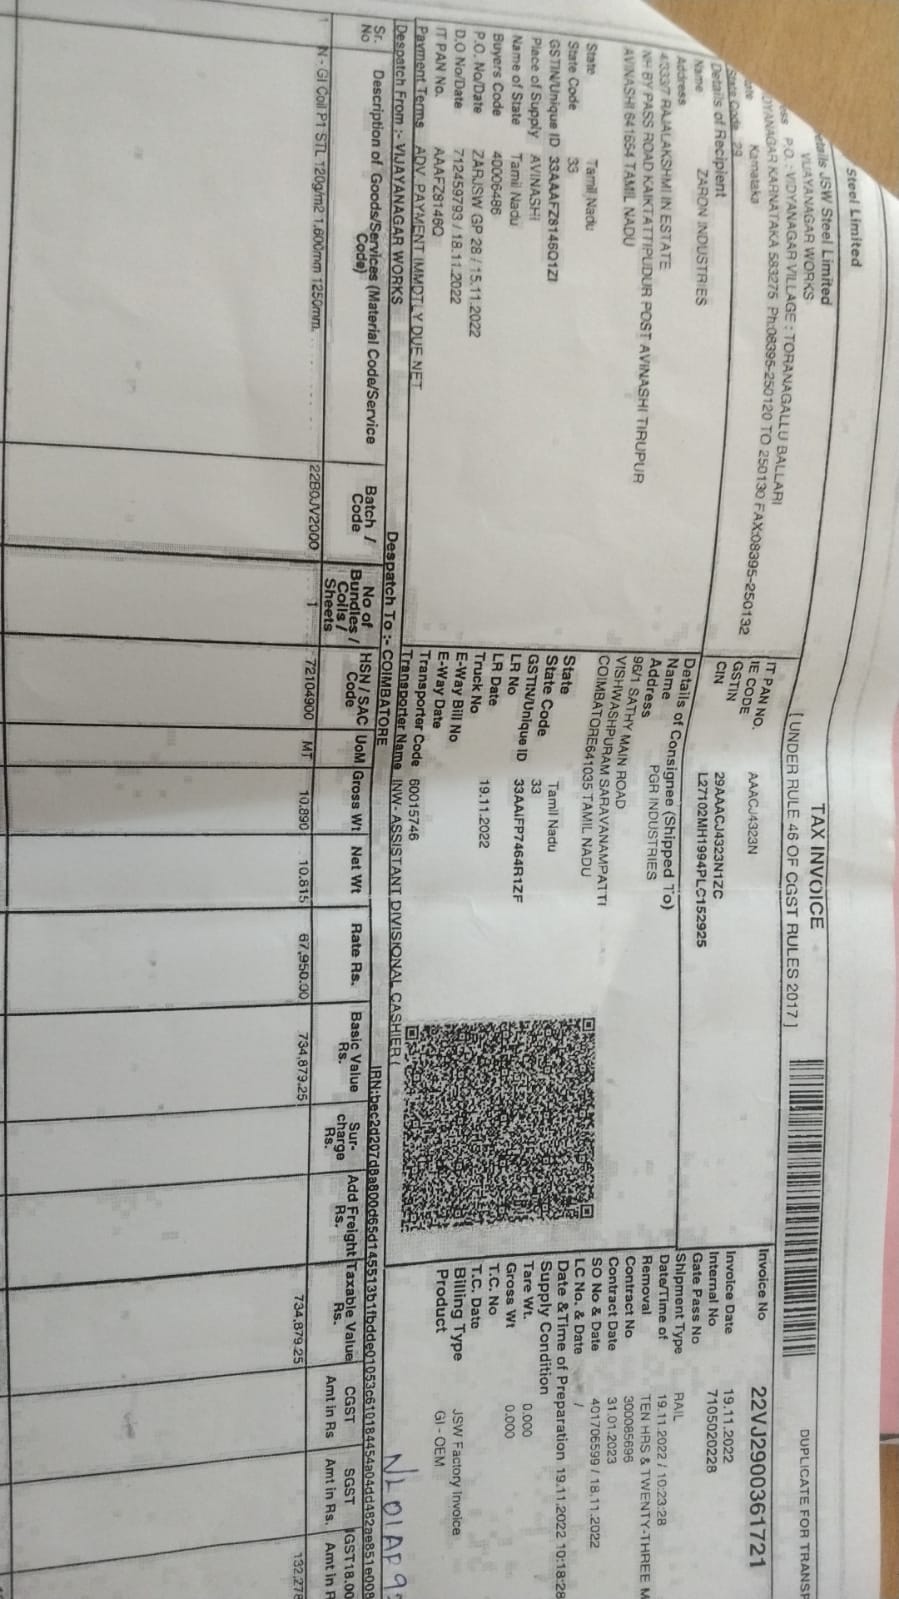 Steel Limited
etails JSW Steel Limited
VIJAYANAGAR WORKS
ess P.O. : VIDYANAGAR VILLAGE : TORANAGALLU BALLARI
DYANAGAR KARNATAKA 583275 Ph:08395-250120 TO 250130 FAX:08395-250132
ate Karnataka
State Code 29
TAX INVOICE
[ UNDER RULE 46 OF CGST RULES 2017 ]
DUPLICATE FOR TRANSP
IT PAN NO. AAACJ4323N
IE CODE
GSTIN 29AAACJ4323N1ZC
CIN L27102MH1994PLC152925
Invoice No 22VJ2900361721
Invoice Date 19.11.2022
Internal No 7105020228
Gate Pass No
Shipment Type RAIL
Date/Time of 19.11.2022 / 10:23:28
Removal TEN HRS & TWENTY-THREE M
Contract No 300085695
Contract Date 31.01.2023
SO No & Date 401706599 / 18.11.2022
LC No. & Date /
Date &Time of Preparation 19.11.2022 10:18:28
Supply Condition
Tare Wt. 0.000
Gross Wt 0.000
T.C. No
T.C. Date
Billing Type JSW Factory Invoice
Product GI - OEM
Details of Recipient
Name ZARON INDUSTRIES
Address
4/333/7 RAJALAKSHMI IN ESTATE
NH BY PASS ROAD KAIKTATTIPUDUR POST AVINASHI TIRUPUR
AVINASHI 641654 TAMIL NADU
State Tamil Nadu
State Code 33
GSTIN/Unique ID 33AAAFZ8146Q1ZI
Place of Supply AVINASHI
Name of State Tamil Nadu
Buyers Code 40006486
P.O. No/Date ZARJSW GP 28 / 15.11.2022
D.O No/Date 712459793 / 18.11.2022
IT PAN No. AAAFZ8146Q
Payment Terms ADV. PAYMENT IMMDTLY DUE NET
Details of Consignee (Shipped To)
Name PGR INDUSTRIES
Address
96/1 SATHY MAIN ROAD
VISHWASHPURAM SARAVANAMPATTI
COIMBATORE641035 TAMIL NADU
State Tamil Nadu
State Code 33
GSTIN/Unique ID 33AAIFP7464R1ZF
LR No
LR Date 19.11.2022
Truck No
E-Way Bill No
E-Way Date
Transporter Code 60015746
Transporter Name INW- ASSISTANT DIVISIONAL CASHIER (
Despatch From :- VIJAYANAGAR WORKS
Despatch To :- COIMBATORE
IRN:bec2d207d8a800d65d145513b1fbdde01053c610184454a04dd482ae851e008
Sr. No Description of Goods/Services (Material Code/Service Code) Batch / Code No of Bundles / Coils / Sheets HSN / SAC Code UoM Gross Wt Net Wt Rate Rs. Basic Value Rs. Sur-charge Rs. Add Freight Rs. Taxable Value Rs. CGST Amt in Rs SGST Amt in Rs. IGST18.00 Amt in R
1 N - GI Coil P1 STL 120g/m2 1.600mm 1250mm. 22B0JV2000 1 72104900 MT 10.890 10.815 67,950.00 734,879.25 734,879.25 132,278